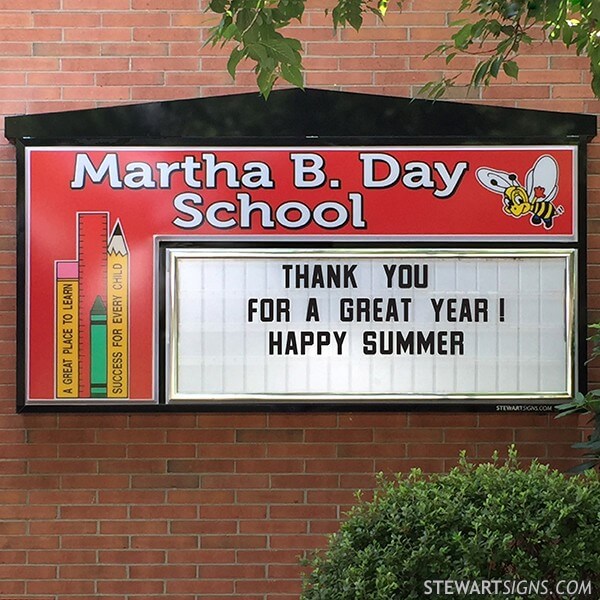 Martha B. Day
School
A GREAT PLACE TO LEARN
SUCCESS FOR EVERY CHILD
THANK YOU
FOR A GREAT YEAR!
HAPPY SUMMER
STEWARTSIGNS.COM
STEWARTSIGNS.COM